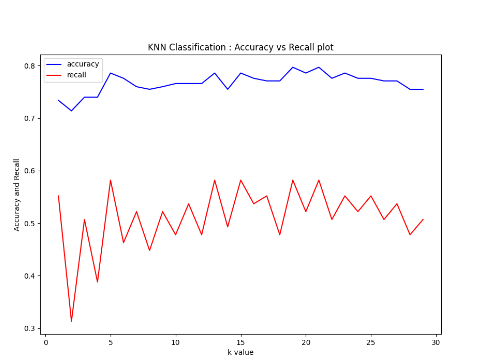 KNN Classification : Accuracy vs Recall plot
accuracy
recall
0.8
0.7
0.6
0.5
0.4
0.3
Accuracy and Recall
0
5
10
15
20
25
30
k value